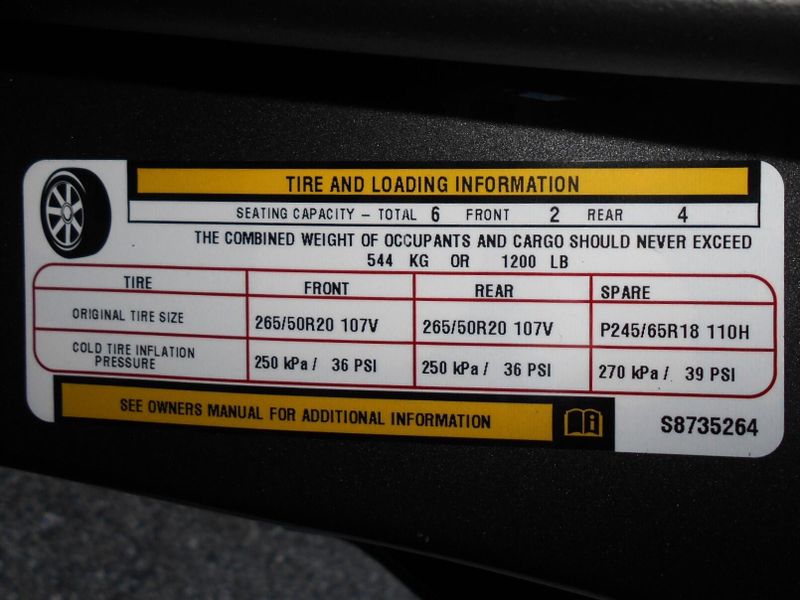 TIRE AND LOADING INFORMATION
SEATING CAPACITY – TOTAL 6 FRONT 2 REAR 4
THE COMBINED WEIGHT OF OCCUPANTS AND CARGO SHOULD NEVER EXCEED
544 KG OR 1200 LB
TIRE FRONT REAR SPARE
ORIGINAL TIRE SIZE 265/50R20 107V 265/50R20 107V P245/65R18 110H
COLD TIRE INFLATION
PRESSURE 250 kPa / 36 PSI 250 kPa / 36 PSI 270 kPa / 39 PSI
SEE OWNERS MANUAL FOR ADDITIONAL INFORMATION
S8735264